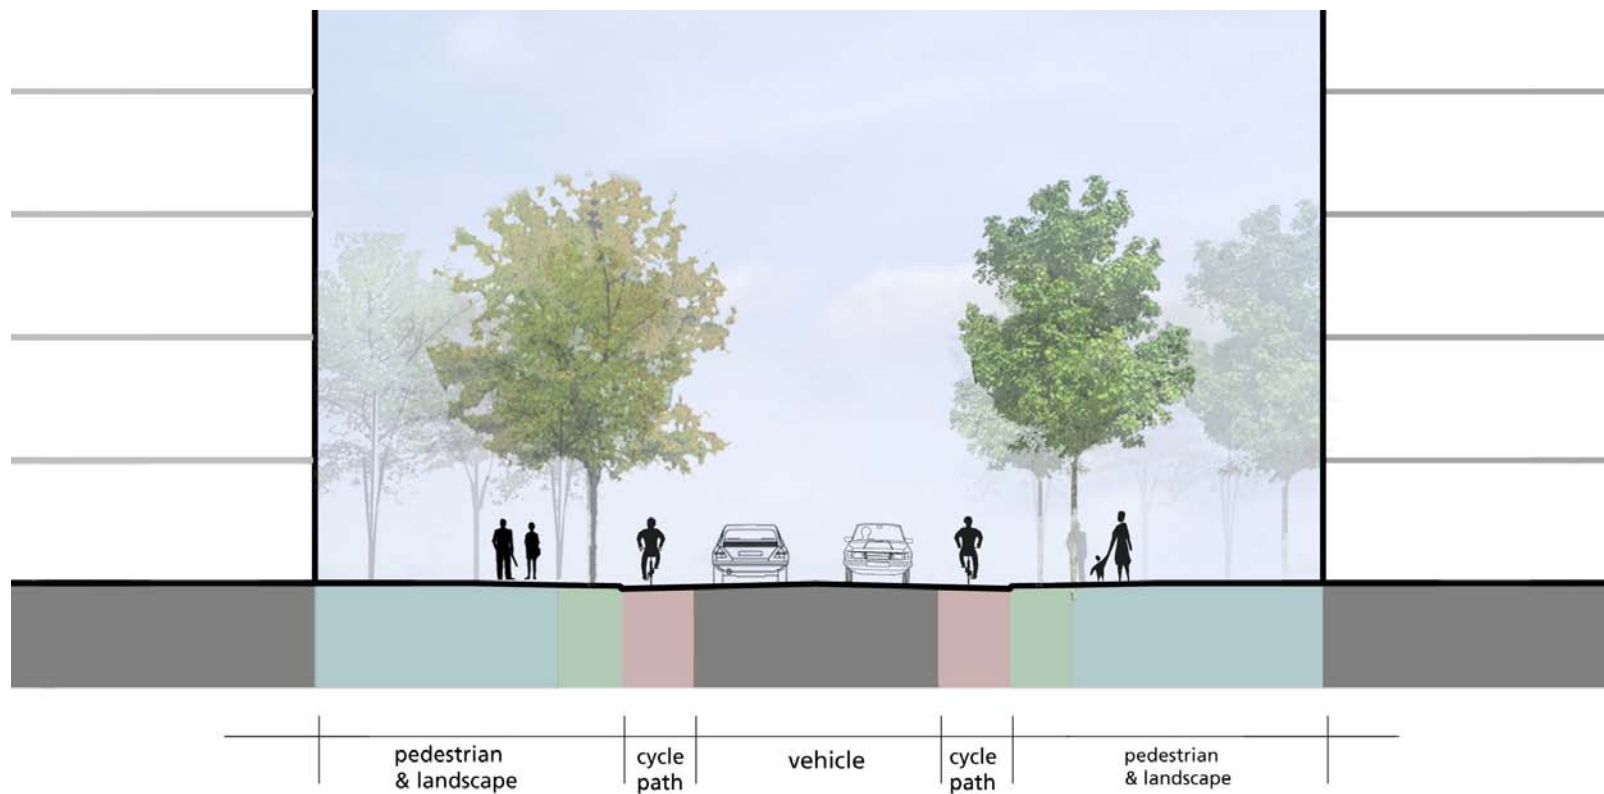 pedestrian
& landscape
cycle
path
vehicle
cycle
path
pedestrian
& landscape